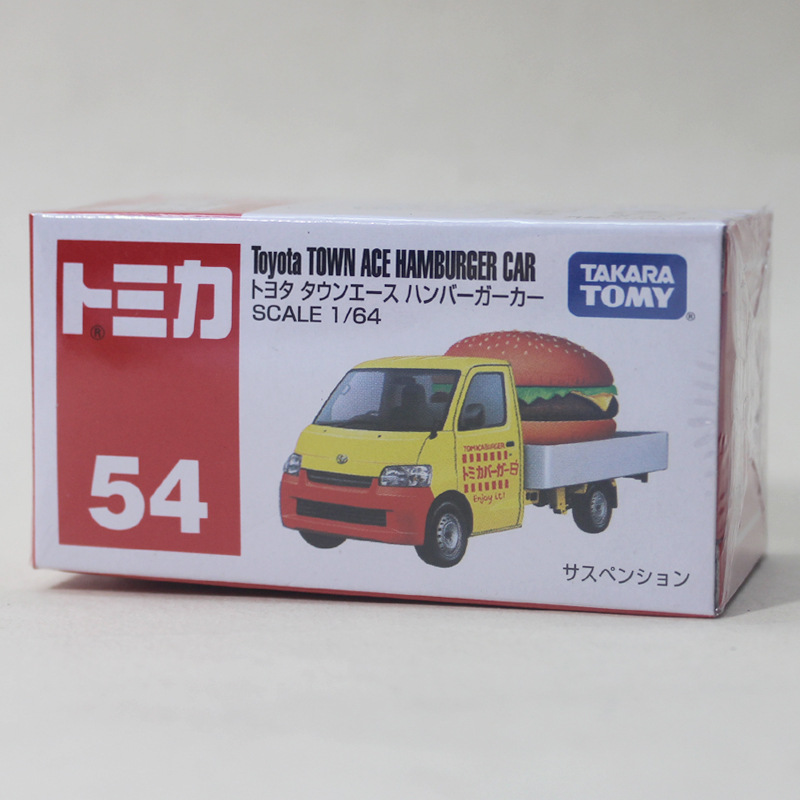 トミカ
®
54
Toyota TOWN ACE HAMBURGER CAR
トヨタ タウンエース ハンバーガーカー
SCALE 1/64
TAKARA
TOMY
®
TOMICABURGER
トミカバーガー
Enjoy it!
サスペンション